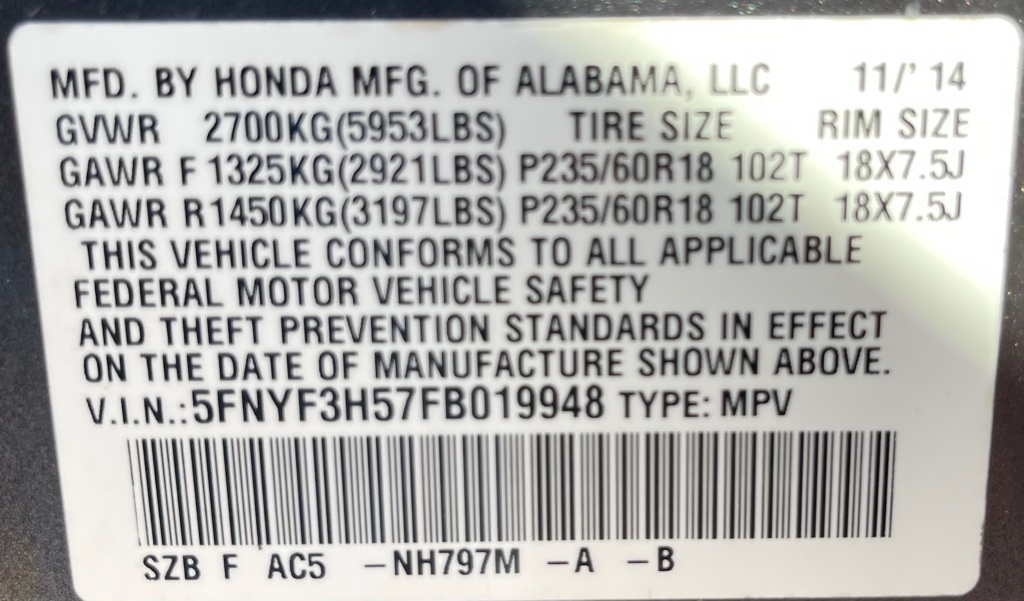 MFD. BY HONDA MFG. OF ALABAMA, LLC 11/' 14
GVWR 2700KG(5953LBS) TIRE SIZE RIM SIZE
GAWR F 1325KG(2921LBS) P235/60R18 102T 18X7.5J
GAWR R1450KG(3197LBS) P235/60R18 102T 18X7.5J
THIS VEHICLE CONFORMS TO ALL APPLICABLE
FEDERAL MOTOR VEHICLE SAFETY
AND THEFT PREVENTION STANDARDS IN EFFECT
ON THE DATE OF MANUFACTURE SHOWN ABOVE.
V.I.N.:5FNYF3H57FB019948 TYPE: MPV
SZB F AC5 -NH797M -A -B